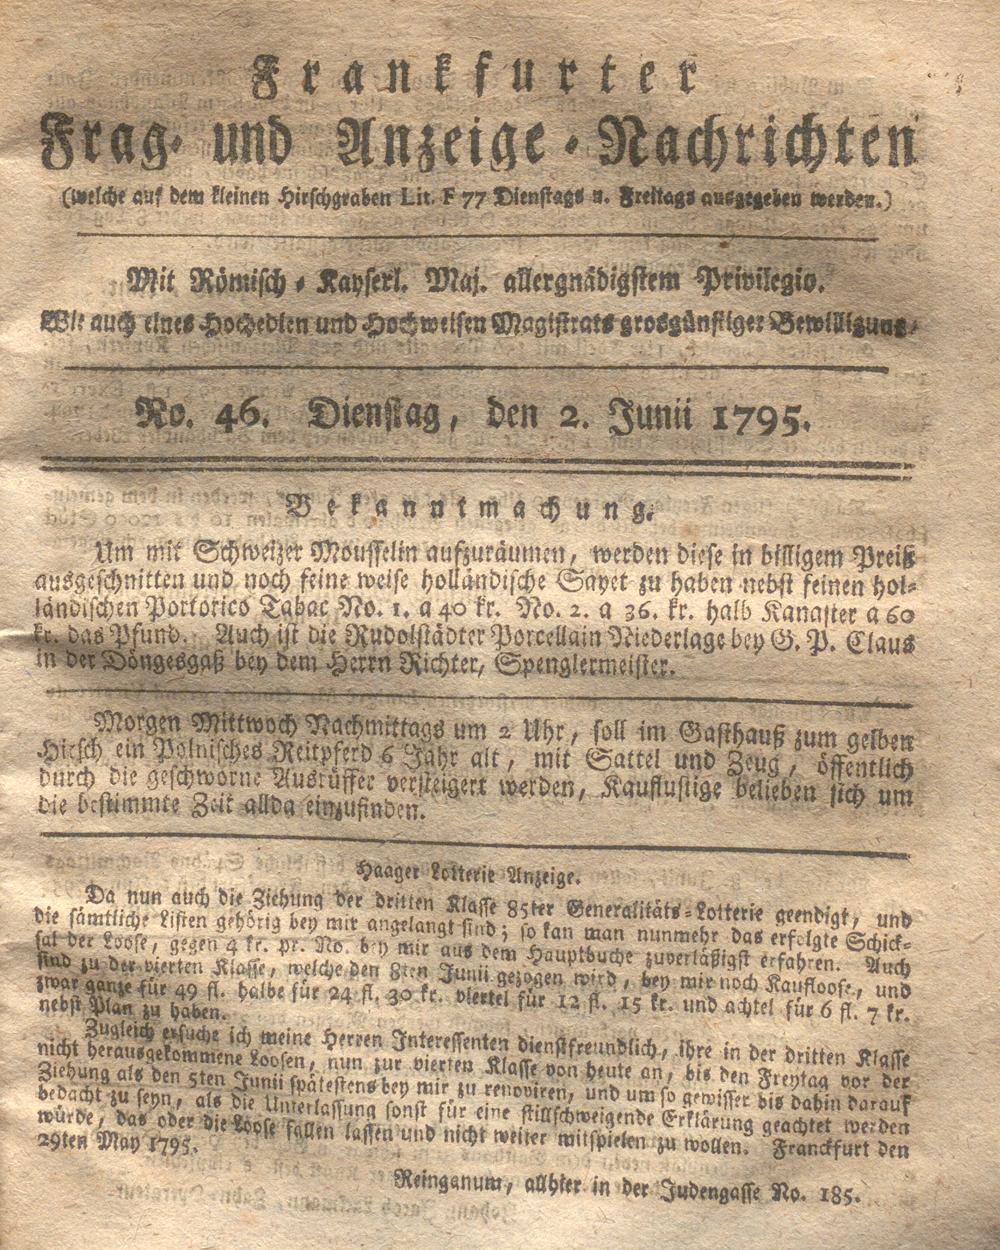 Frankfurter
Frag- und Anzeige-Nachrichten
(welche auf dem kleinen Hirschgraben Lit. F 77 Dienstags u. Freitags ausgegeben werden.)
Mit Römisch-Kayserl. Maj. allergnädigstem Privilegio.
Wie auch eines Hochedlen und Hochweisen Magistrats grosgünstiger Bewilligung.
No. 46. Dienstag, den 2. Junii 1795.
Bekanntmachung.
Um mit Schweizer Mousselin aufzuräumen, werden diese in billigem Preiß
ausgeschnitten und noch feine weise holländische Sayet zu haben nebst feinen hol-
ländischen Portorico Tabac No. 1. a 40 kr. No. 2. a 36. kr. halb Kanaster a 60
kr. das Pfund. Auch ist die Rudolstädter Porcellain Niederlage bey G. P. Claus
in der Döngesgaß bey dem Herrn Richter, Spenglermeister.
Morgen Mittwoch Nachmittags um 2 Uhr, soll im Gasthauß zum gelben
Hirsch ein Polnisches Reitpferd 6 Jahr alt, mit Sattel und Zeug, öffentlich
durch die geschworne Ausrüffer versteigert werden, Kauflustige belieben sich um
die bestimmte Zeit allda einzufinden.
Haager Lotterie Anzeige.
Da nun auch die Ziehung der dritten Klasse 85ter Generalitäts-Lotterie geendigt, und
die sämtliche Listen gehörig bey mir angelangt sind; so kan man nunmehr das erfolgte Schick-
sal der Loose, gegen 4 kr. pr. No. bey mir aus dem Hauptbuche zuverläßigst erfahren. Auch
sind zu der vierten Klasse, welche den 8ten Junii gezogen wird, bey mir noch Kaufloose, und
zwar ganze für 49 fl. halbe für 24 fl. 30 kr. viertel für 12 fl. 15 kr. und achtel für 6 fl. 7 kr.
nebst Plan zu haben.
Zugleich ersuche ich meine Herren Interessenten dienstfreundlich, ihre in der dritten Klasse
nicht herausgekommene Loosen, nun zur vierten Klasse von heute an, bis den Freytag vor der
Ziehung als den 5ten Junii spätestens bey mir zu renoviren, und um so gewisser bis dahin darauf
bedacht zu seyn, als die Unterlassung sonst für eine stillschweigende Erklärung geachtet werden
würde, das oder die Loose fallen lassen und nicht weiter mitspielen zu wollen. Franckfurt den
29ten May 1795.
Reinganum, allhier in der Judengasse No. 185.